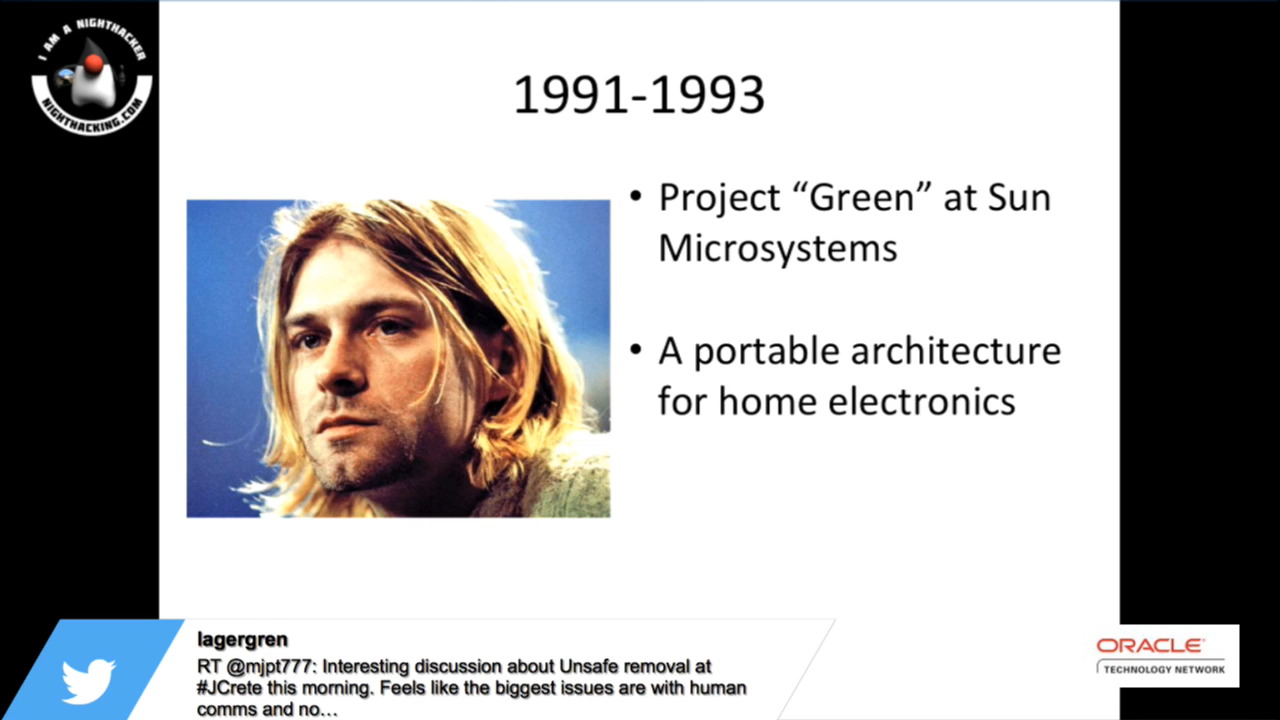 I AM A NIGHTHACKER
NIGHTHACKING.COM
1991-1993
• Project “Green” at Sun
Microsystems
• A portable architecture
for home electronics
lagergren
RT @mjpt777: Interesting discussion about Unsafe removal at
#JCrete this morning. Feels like the biggest issues are with human
comms and no…
ORACLE
TECHNOLOGY NETWORK